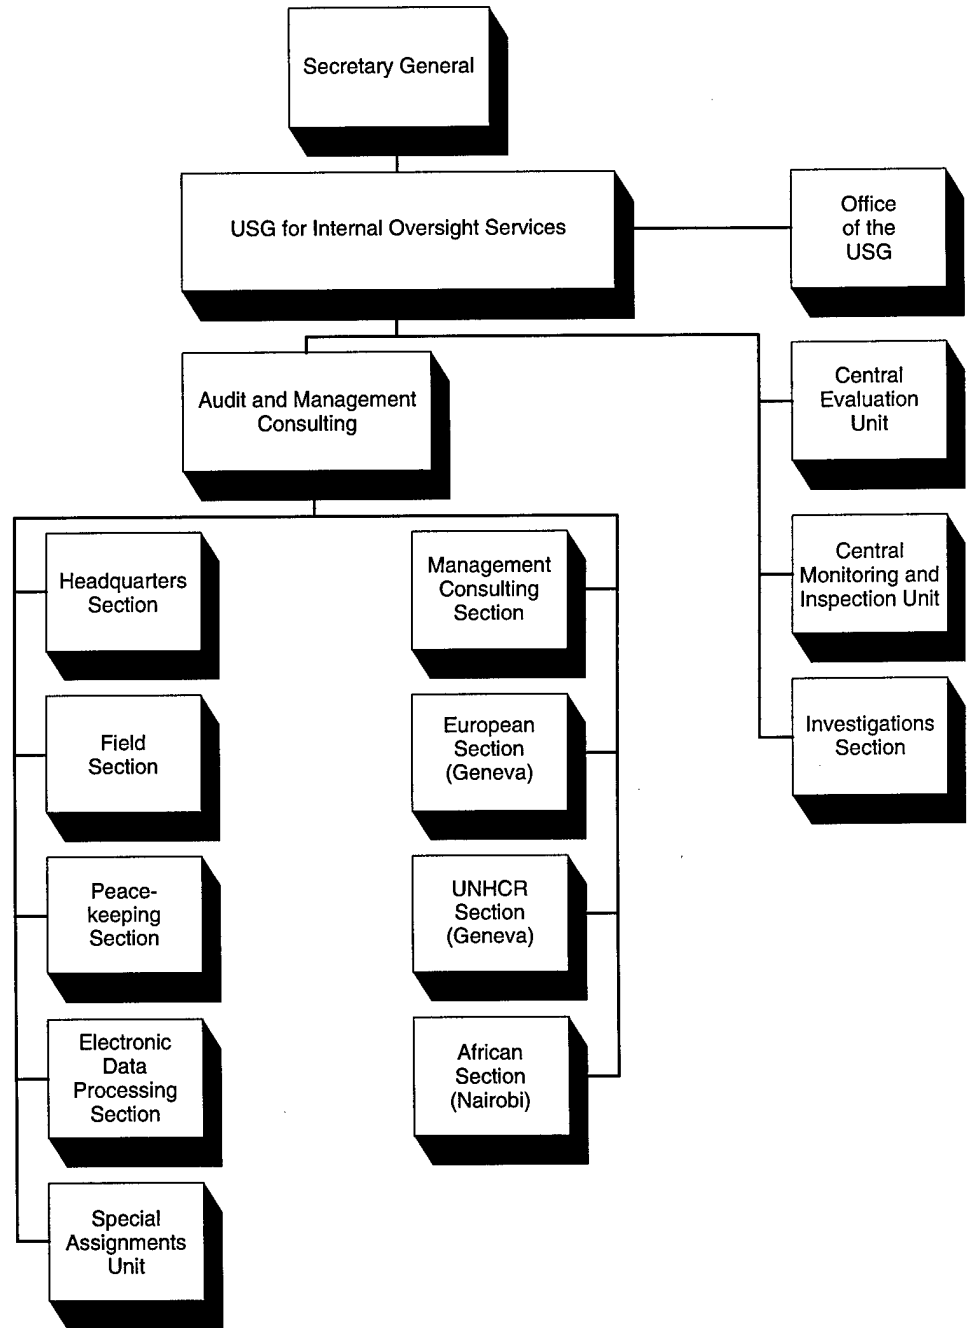 Secretary General
USG for Internal Oversight Services
Office
of the
USG
Audit and Management
Consulting
Central
Evaluation
Unit
Central
Monitoring and
Inspection Unit
Investigations
Section
Headquarters
Section
Field
Section
Peace-
keeping
Section
Electronic
Data
Processing
Section
Special
Assignments
Unit
Management
Consulting
Section
European
Section
(Geneva)
UNHCR
Section
(Geneva)
African
Section
(Nairobi)